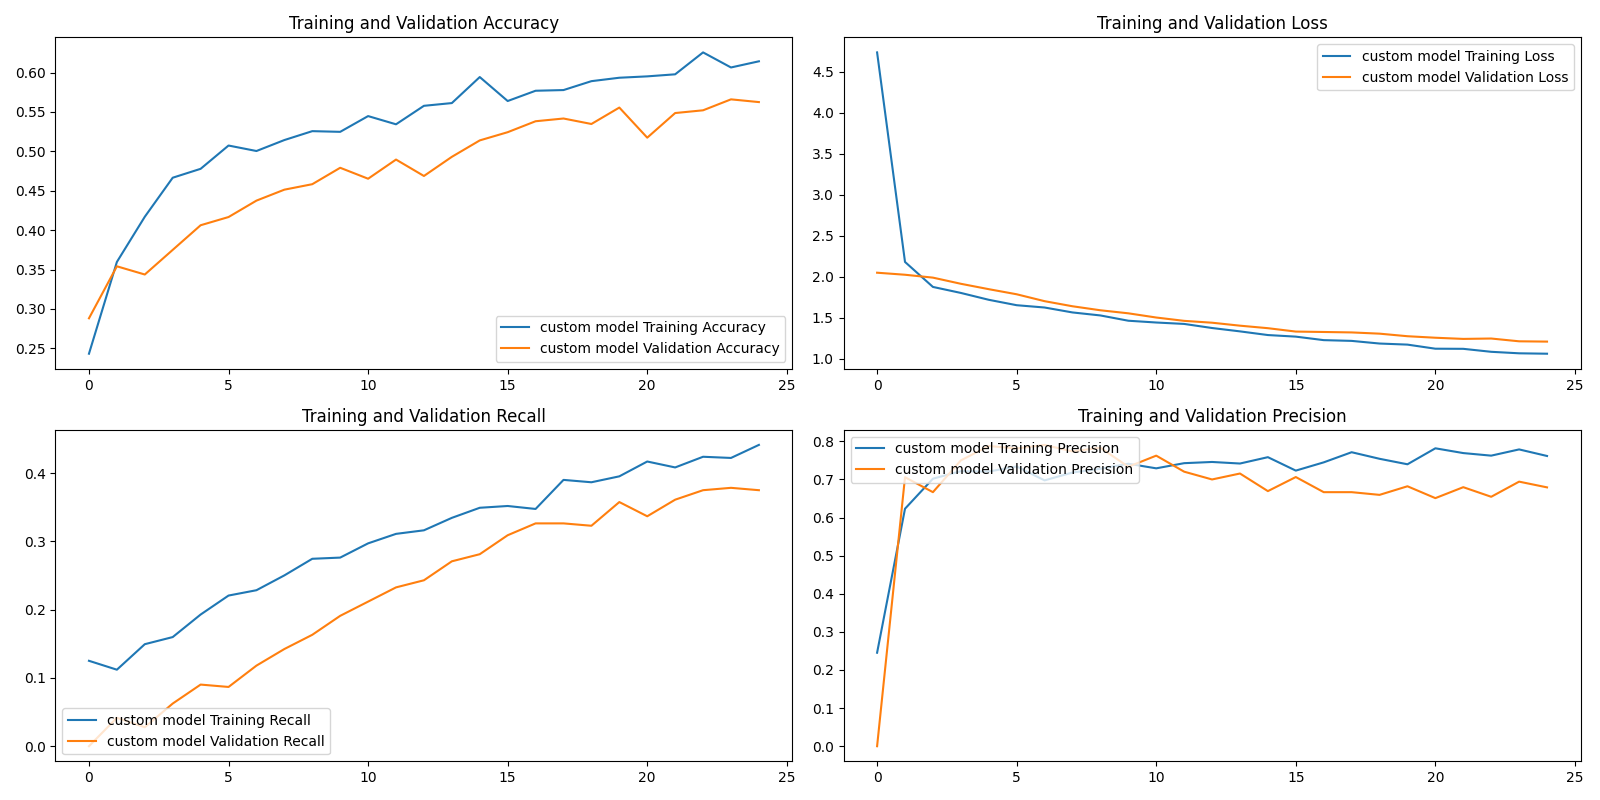 Training and Validation Accuracy
0.60
0.55
0.50
0.45
0.40
0.35
0.30
0.25
custom model Training Accuracy
custom model Validation Accuracy
0 5 10 15 20 25
Training and Validation Loss
4.5
4.0
3.5
3.0
2.5
2.0
1.5
1.0
custom model Training Loss
custom model Validation Loss
0 5 10 15 20 25
Training and Validation Recall
0.4
0.3
0.2
0.1
0.0
custom model Training Recall
custom model Validation Recall
0 5 10 15 20 25
Training and Validation Precision
0.8
0.7
0.6
0.5
0.4
0.3
0.2
0.1
0.0
custom model Training Precision
custom model Validation Precision
0 5 10 15 20 25